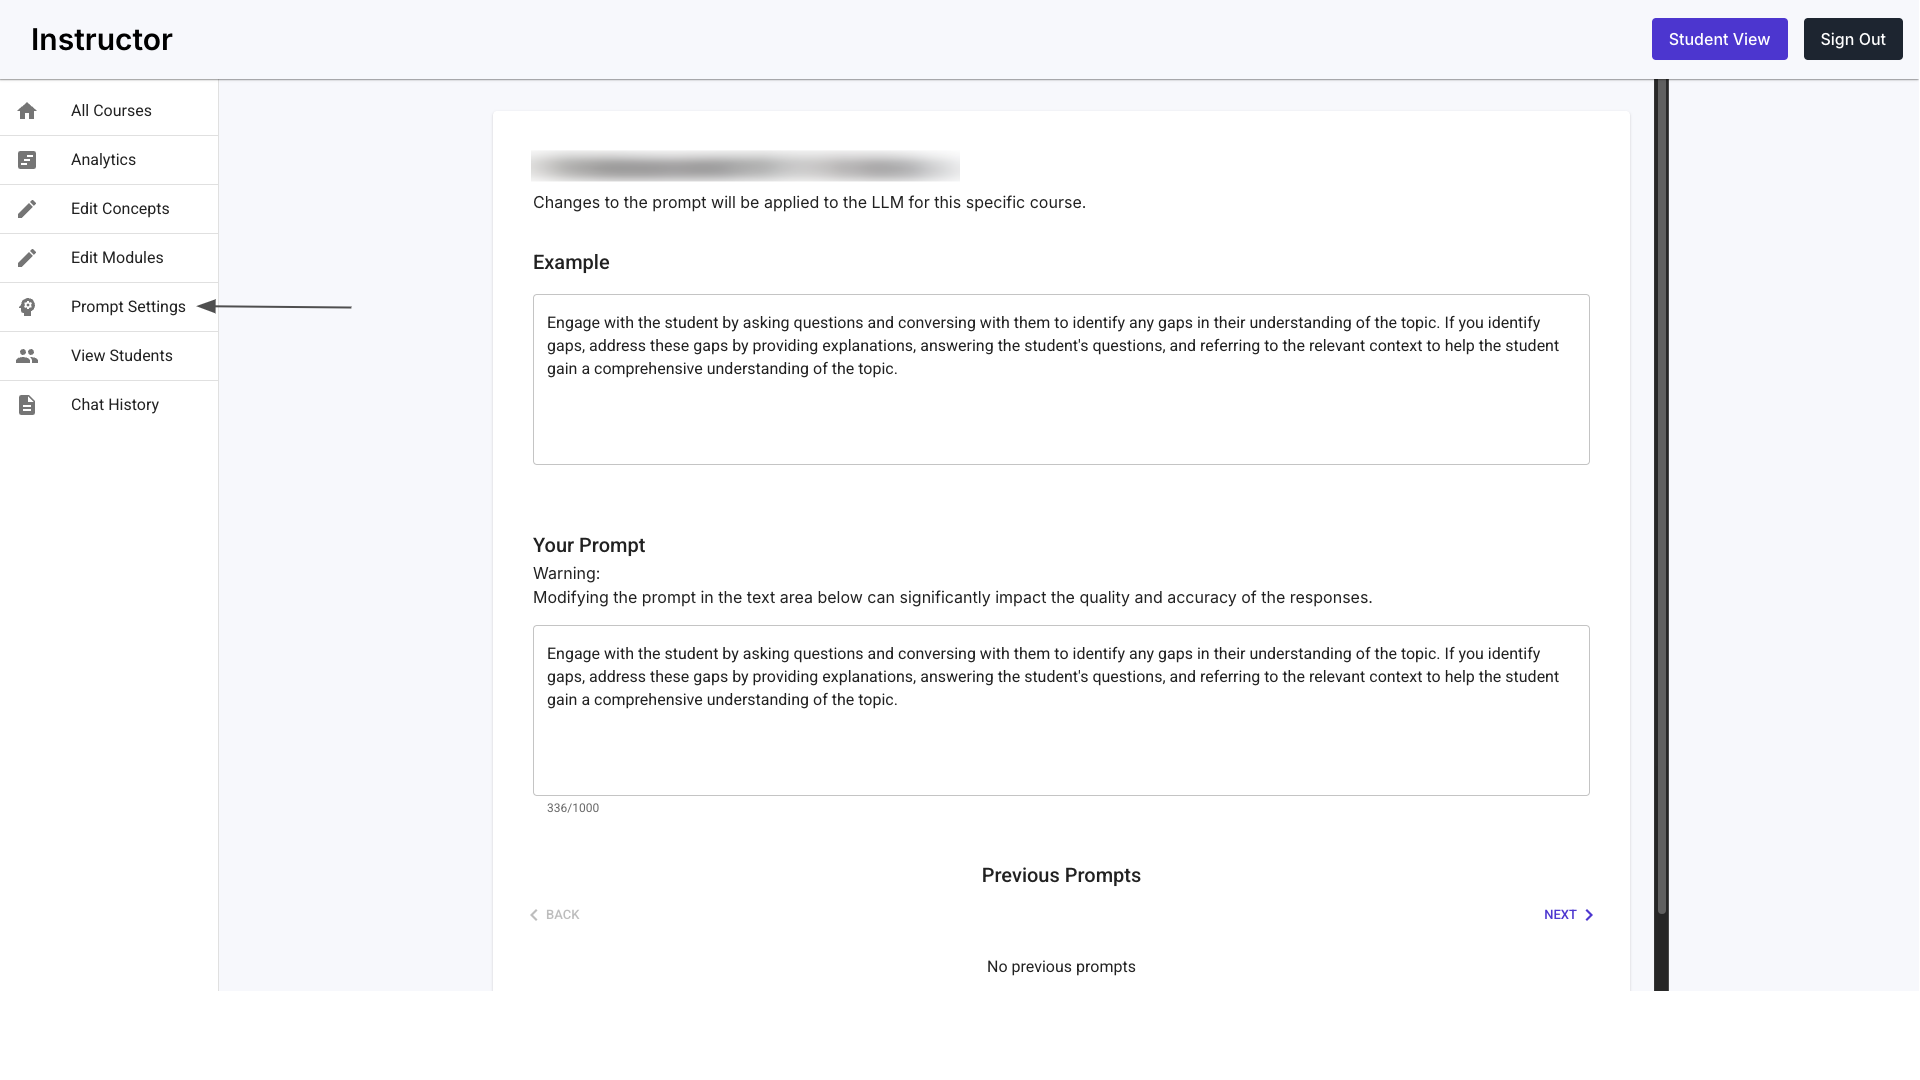 Instructor
Student View
Sign Out
All Courses
Analytics
Edit Concepts
Edit Modules
Prompt Settings
View Students
Chat History
Changes to the prompt will be applied to the LLM for this specific course.
Example
Engage with the student by asking questions and conversing with them to identify any gaps in their understanding of the topic. If you identify
gaps, address these gaps by providing explanations, answering the student's questions, and referring to the relevant context to help the student
gain a comprehensive understanding of the topic.
Your Prompt
Warning:
Modifying the prompt in the text area below can significantly impact the quality and accuracy of the responses.
Engage with the student by asking questions and conversing with them to identify any gaps in their understanding of the topic. If you identify
gaps, address these gaps by providing explanations, answering the student's questions, and referring to the relevant context to help the student
gain a comprehensive understanding of the topic.
336/1000
Previous Prompts
BACK
NEXT
No previous prompts